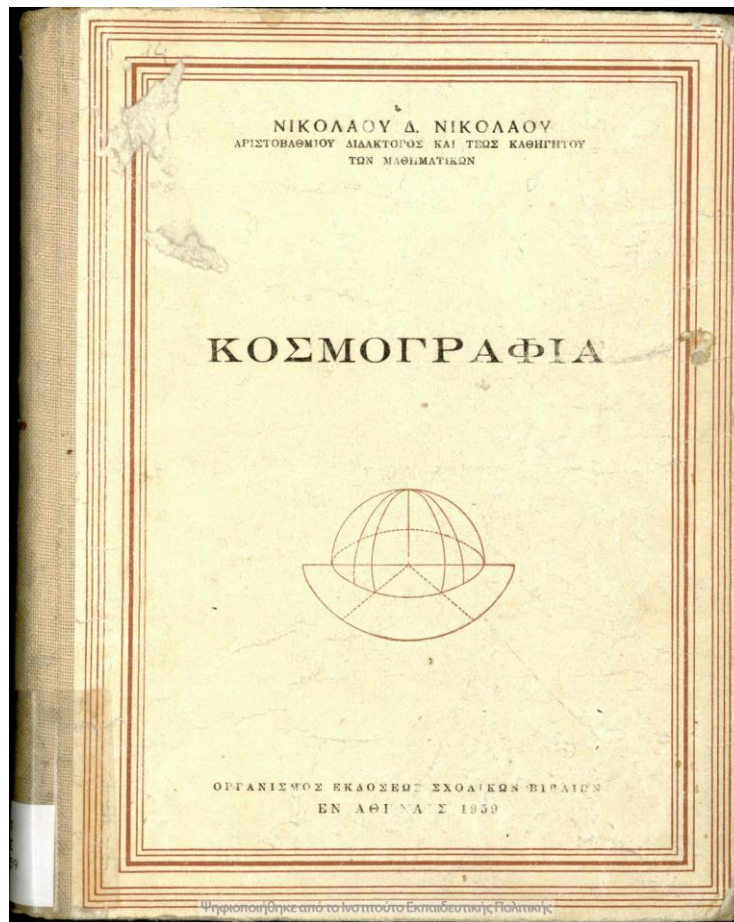 ΝΙΚΟΛΑΟΥ Δ. ΝΙΚΟΛΑΟΥ
ΑΡΙΣΤΟΒΑΘΜΙΟΥ ΔΙΔΑΚΤΟΡΟΣ ΚΑΙ ΤΕΩΣ ΚΑΘΗΓΗΤΟΥ
ΤΩΝ ΜΑΘΗΜΑΤΙΚΩΝ
ΚΟΣΜΟΓΡΑΦΙΑ
ΟΡΓΑΝΙΣΜΟΣ ΕΚΔΟΣΕΩΣ ΣΧΟΛΙΚΩΝ ΒΙΒΛΙΩΝ
ΕΝ ΑΘΗΝΑΙΣ 1959
Ψηφιοποιήθηκε από το Ινστιτούτο Εκπαιδευτικής Πολιτικής